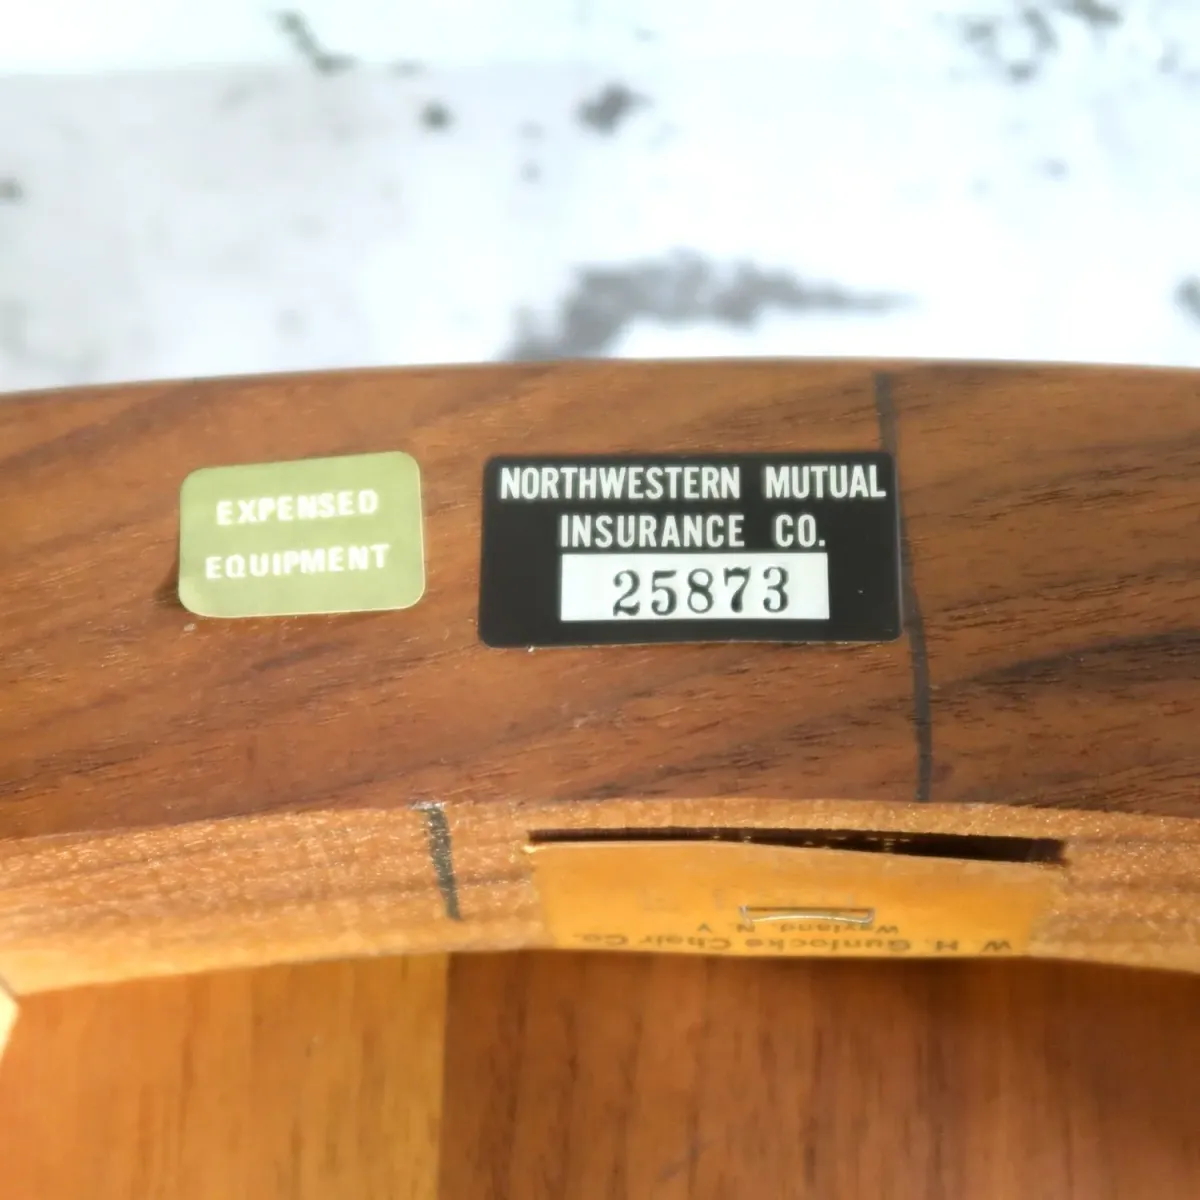 EXPENSED
EQUIPMENT
NORTHWESTERN MUTUAL
INSURANCE CO.
25873
W. H. Gunlocke Chair Co.
Wayland, N. Y